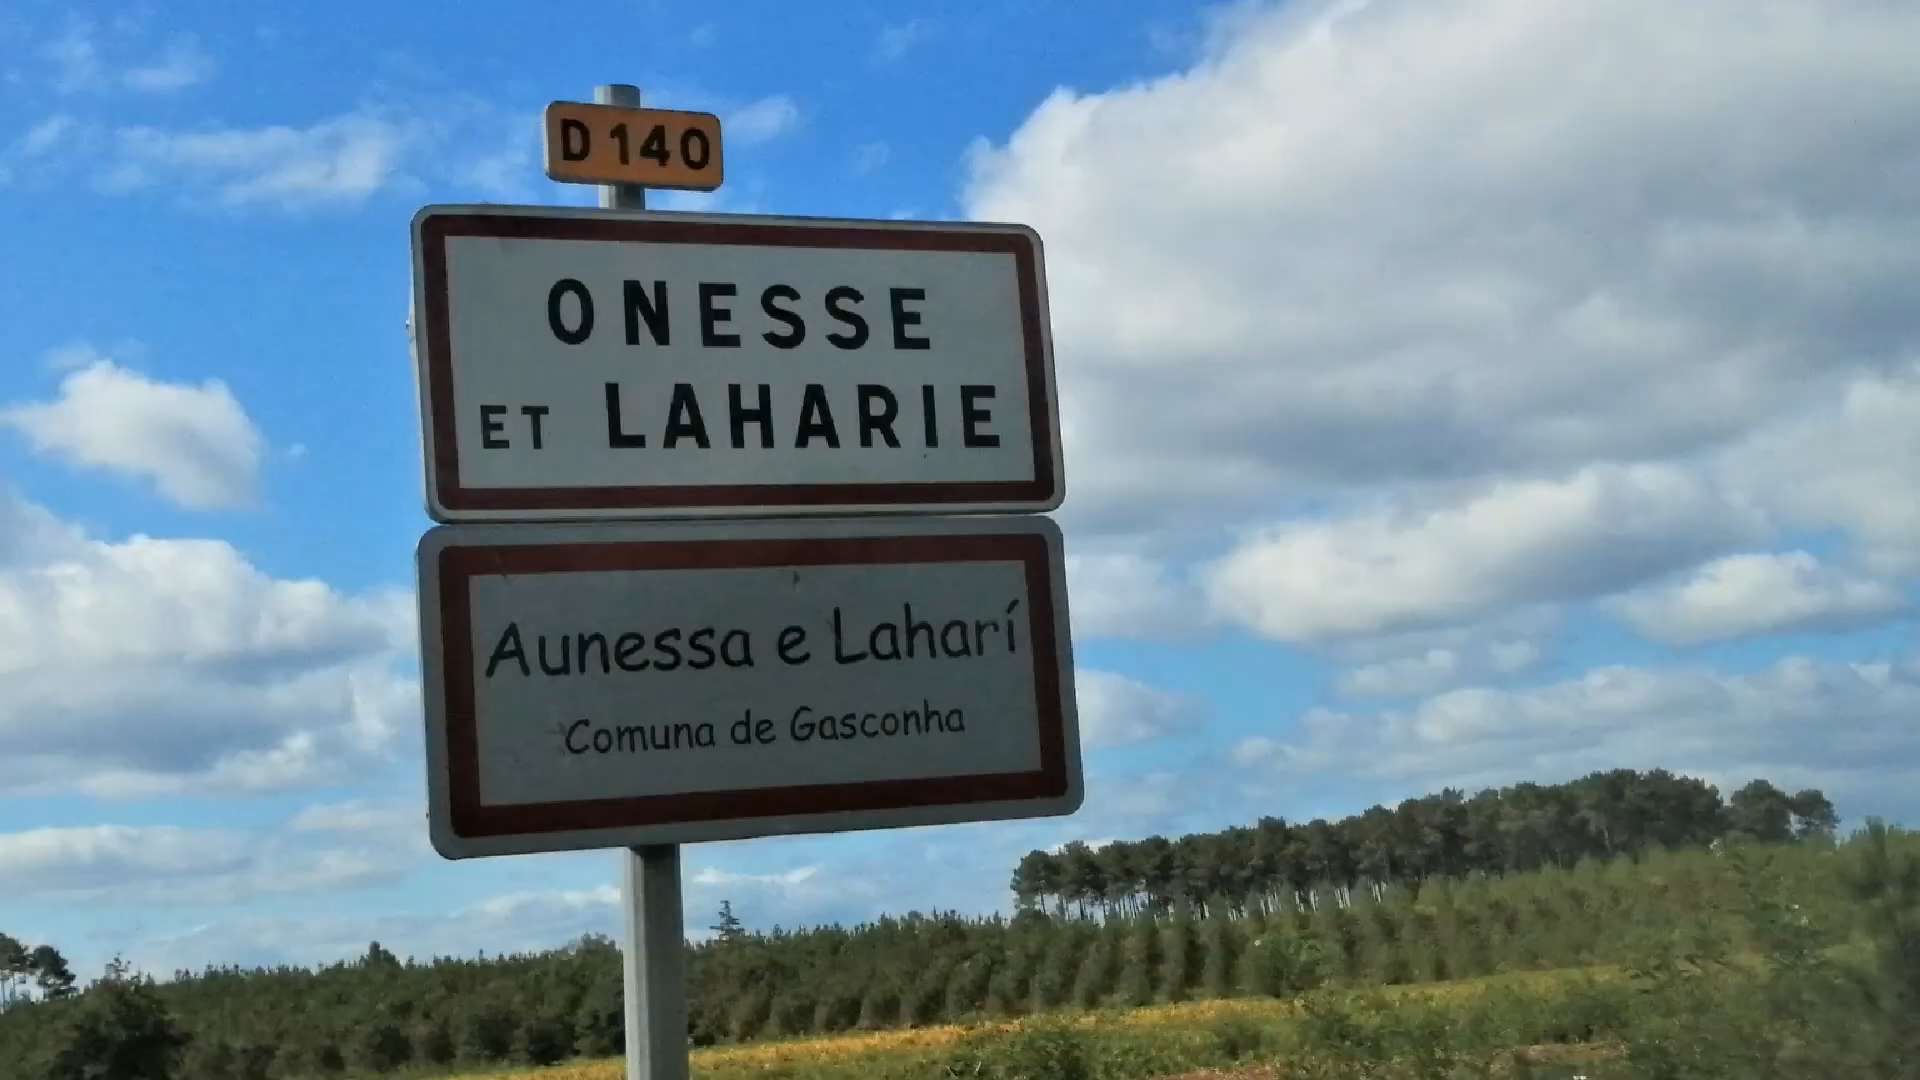 D 140
ONESSE
ET LAHARIE
Aunessa e Laharí
Comuna de Gasconha